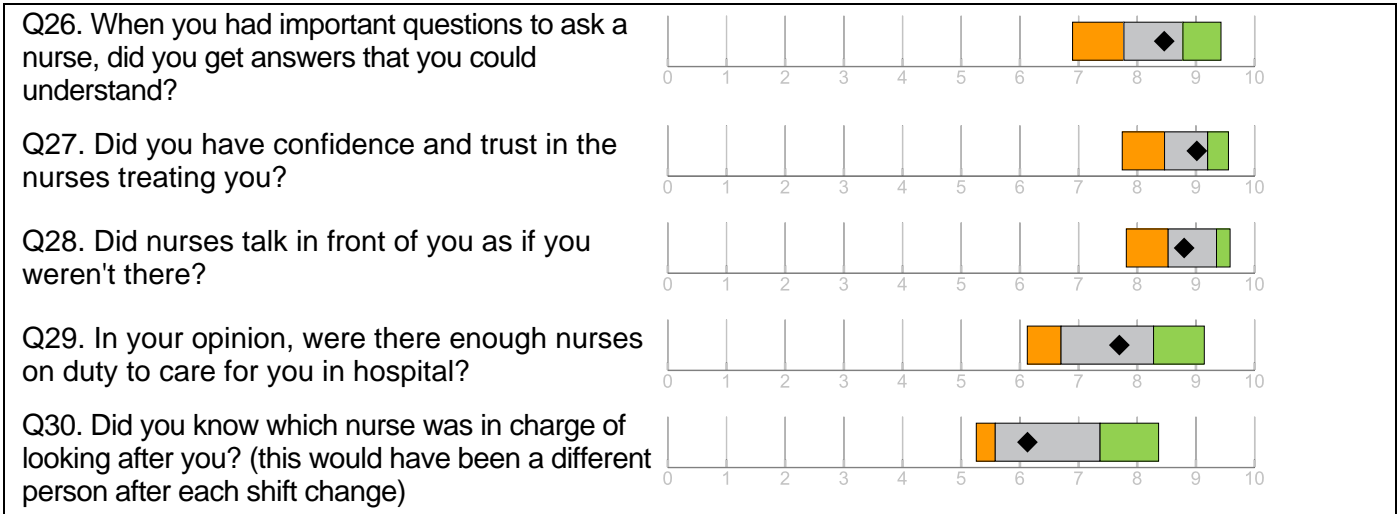 Q26. When you had important questions to ask a
nurse, did you get answers that you could
understand?
0 1 2 3 4 5 6 7 8 9 10
Q27. Did you have confidence and trust in the
nurses treating you?
0 1 2 3 4 5 6 7 8 9 10
Q28. Did nurses talk in front of you as if you
weren't there?
0 1 2 3 4 5 6 7 8 9 10
Q29. In your opinion, were there enough nurses
on duty to care for you in hospital?
0 1 2 3 4 5 6 7 8 9 10
Q30. Did you know which nurse was in charge of
looking after you? (this would have been a different
person after each shift change)
0 1 2 3 4 5 6 7 8 9 10